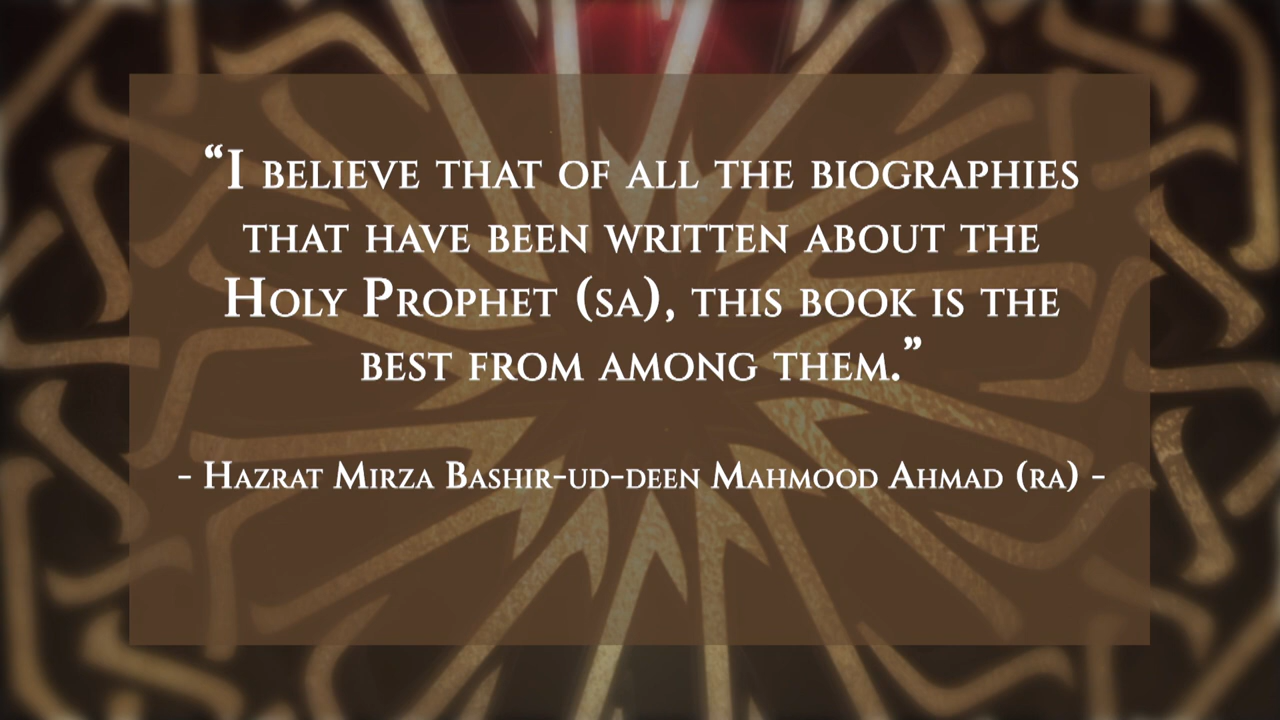 “I believe that of all the biographies
that have been written about the
Holy Prophet (sa), this book is the
best from among them.”
- Hazrat Mirza Bashir-ud-deen Mahmood Ahmad (ra) -